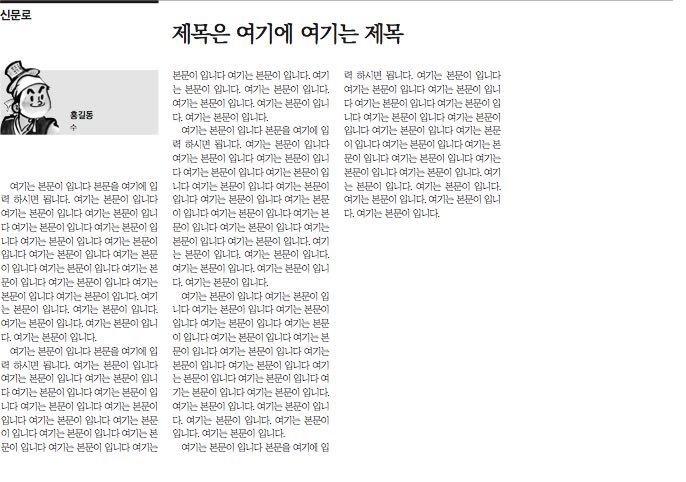 신문로
제목은 여기에 여기는 제목
홍길동
수
여기는 본문이 입니다 본문을 여기에 입
력 하시면 됩니다. 여기는 본문이 입니다
여기는 본문이 입니다 여기는 본문이 입니
다 여기는 본문이 입니다 여기는 본문이 입
니다 여기는 본문이 입니다 여기는 본문이
입니다 여기는 본문이 입니다 여기는 본문
이 입니다 여기는 본문이 입니다 여기는 본
문이 입니다 여기는 본문이 입니다 여기는
본문이 입니다 여기는 본문이 입니다. 여기
는 본문이 입니다. 여기는 본문이 입니다.
여기는 본문이 입니다. 여기는 본문이 입니
다. 여기는 본문이 입니다.
여기는 본문이 입니다 본문을 여기에 입
력 하시면 됩니다. 여기는 본문이 입니다
여기는 본문이 입니다 여기는 본문이 입니
다 여기는 본문이 입니다 여기는 본문이 입
니다 여기는 본문이 입니다 여기는 본문이
입니다 여기는 본문이 입니다 여기는 본문
이 입니다 여기는 본문이 입니다 여기는 본
문이 입니다 여기는 본문이 입니다 여기는
본문이 입니다 여기는 본문이 입니다. 여기
는 본문이 입니다. 여기는 본문이 입니다.
여기는 본문이 입니다. 여기는 본문이 입니
다. 여기는 본문이 입니다.
여기는 본문이 입니다 본문을 여기에 입
력 하시면 됩니다. 여기는 본문이 입니다
여기는 본문이 입니다 여기는 본문이 입니
다 여기는 본문이 입니다 여기는 본문이 입
니다 여기는 본문이 입니다 여기는 본문이
입니다 여기는 본문이 입니다 여기는 본문
이 입니다 여기는 본문이 입니다 여기는 본
문이 입니다 여기는 본문이 입니다 여기는
본문이 입니다 여기는 본문이 입니다. 여기
는 본문이 입니다. 여기는 본문이 입니다.
여기는 본문이 입니다. 여기는 본문이 입니
다. 여기는 본문이 입니다.
여기는 본문이 입니다 여기는 본문이 입
니다 여기는 본문이 입니다 여기는 본문이
입니다 여기는 본문이 입니다 여기는 본문
이 입니다 여기는 본문이 입니다 여기는 본
문이 입니다 여기는 본문이 입니다 여기는
본문이 입니다 여기는 본문이 입니다 여기
는 본문이 입니다 여기는 본문이 입니다 여
기는 본문이 입니다 여기는 본문이 입니다.
여기는 본문이 입니다. 여기는 본문이 입니
다. 여기는 본문이 입니다. 여기는 본문이
입니다. 여기는 본문이 입니다.
여기는 본문이 입니다 본문을 여기에 입
력 하시면 됩니다. 여기는 본문이 입니다
여기는 본문이 입니다 여기는 본문이 입니
다 여기는 본문이 입니다 여기는 본문이 입
니다 여기는 본문이 입니다 여기는 본문이
입니다 여기는 본문이 입니다 여기는 본문
이 입니다 여기는 본문이 입니다 여기는 본
문이 입니다 여기는 본문이 입니다 여기는
본문이 입니다 여기는 본문이 입니다. 여기
는 본문이 입니다. 여기는 본문이 입니다.
여기는 본문이 입니다. 여기는 본문이 입니
다. 여기는 본문이 입니다.